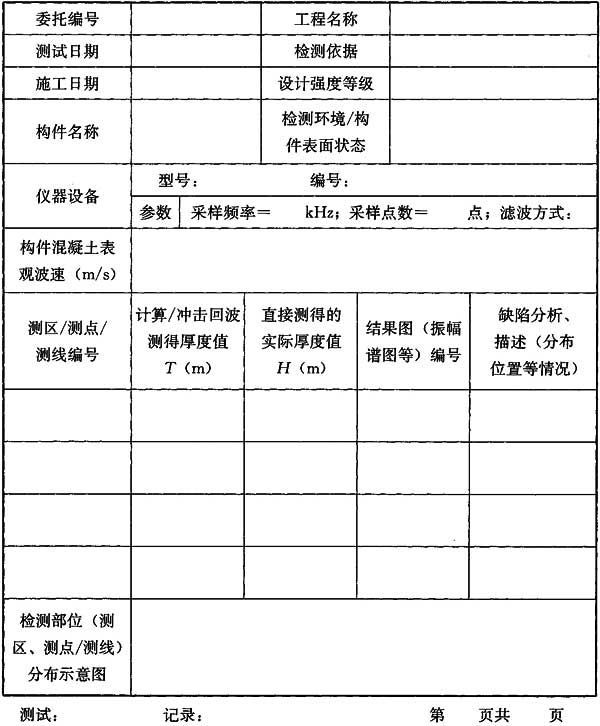 委托编号 工程名称
测试日期 检测依据
施工日期 设计强度等级
构件名称 检测环境/构
件表面状态
仪器设备 型号： 编号：
参数 采样频率＝ kHz；采样点数＝ 点；滤波方式：
构件混凝土表
观波速（m/s）
测区/测点/
测线编号
计算/冲击回波
测得厚度值
T（m）
直接测得的
实际厚度值
H（m）
结果图（振幅
谱图等）编号
缺陷分析、
描述（分布
位置等情况）
检测部位（测
区、测点/测线）
分布示意图
测试： 记录： 第 页共 页